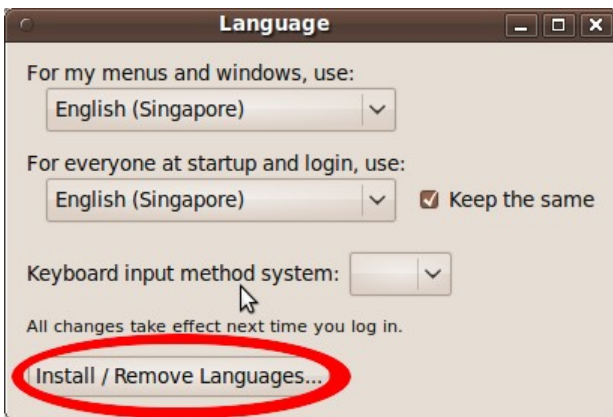 Language
For my menus and windows, use:
English (Singapore)
For everyone at startup and login, use:
English (Singapore) Keep the same
Keyboard input method system:
All changes take effect next time you log in.
Install / Remove Languages...